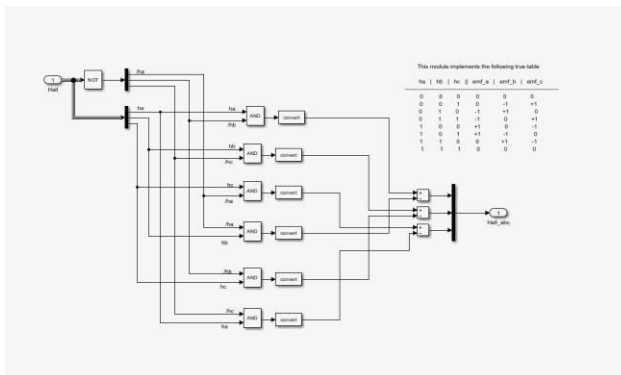 This module implements the following true table
ha | hb | hc || emf_a | emf_b | emf_c
0 0 0 0 0 0
0 0 1 0 -1 +1
0 1 0 -1 +1 0
0 1 1 -1 0 +1
1 0 0 +1 0 -1
1 0 1 +1 -1 0
1 1 0 0 +1 -1
1 1 1 0 0 0
1
Hall
NOT
/ha
ha
ha
/hb
AND
convert
hb
/hc
AND
convert
hc
/ha
AND
convert
/ha
hb
AND
convert
/hb
hc
AND
convert
/hc
ha
AND
convert
+
−
+
−
+
−
1
Hall_abc